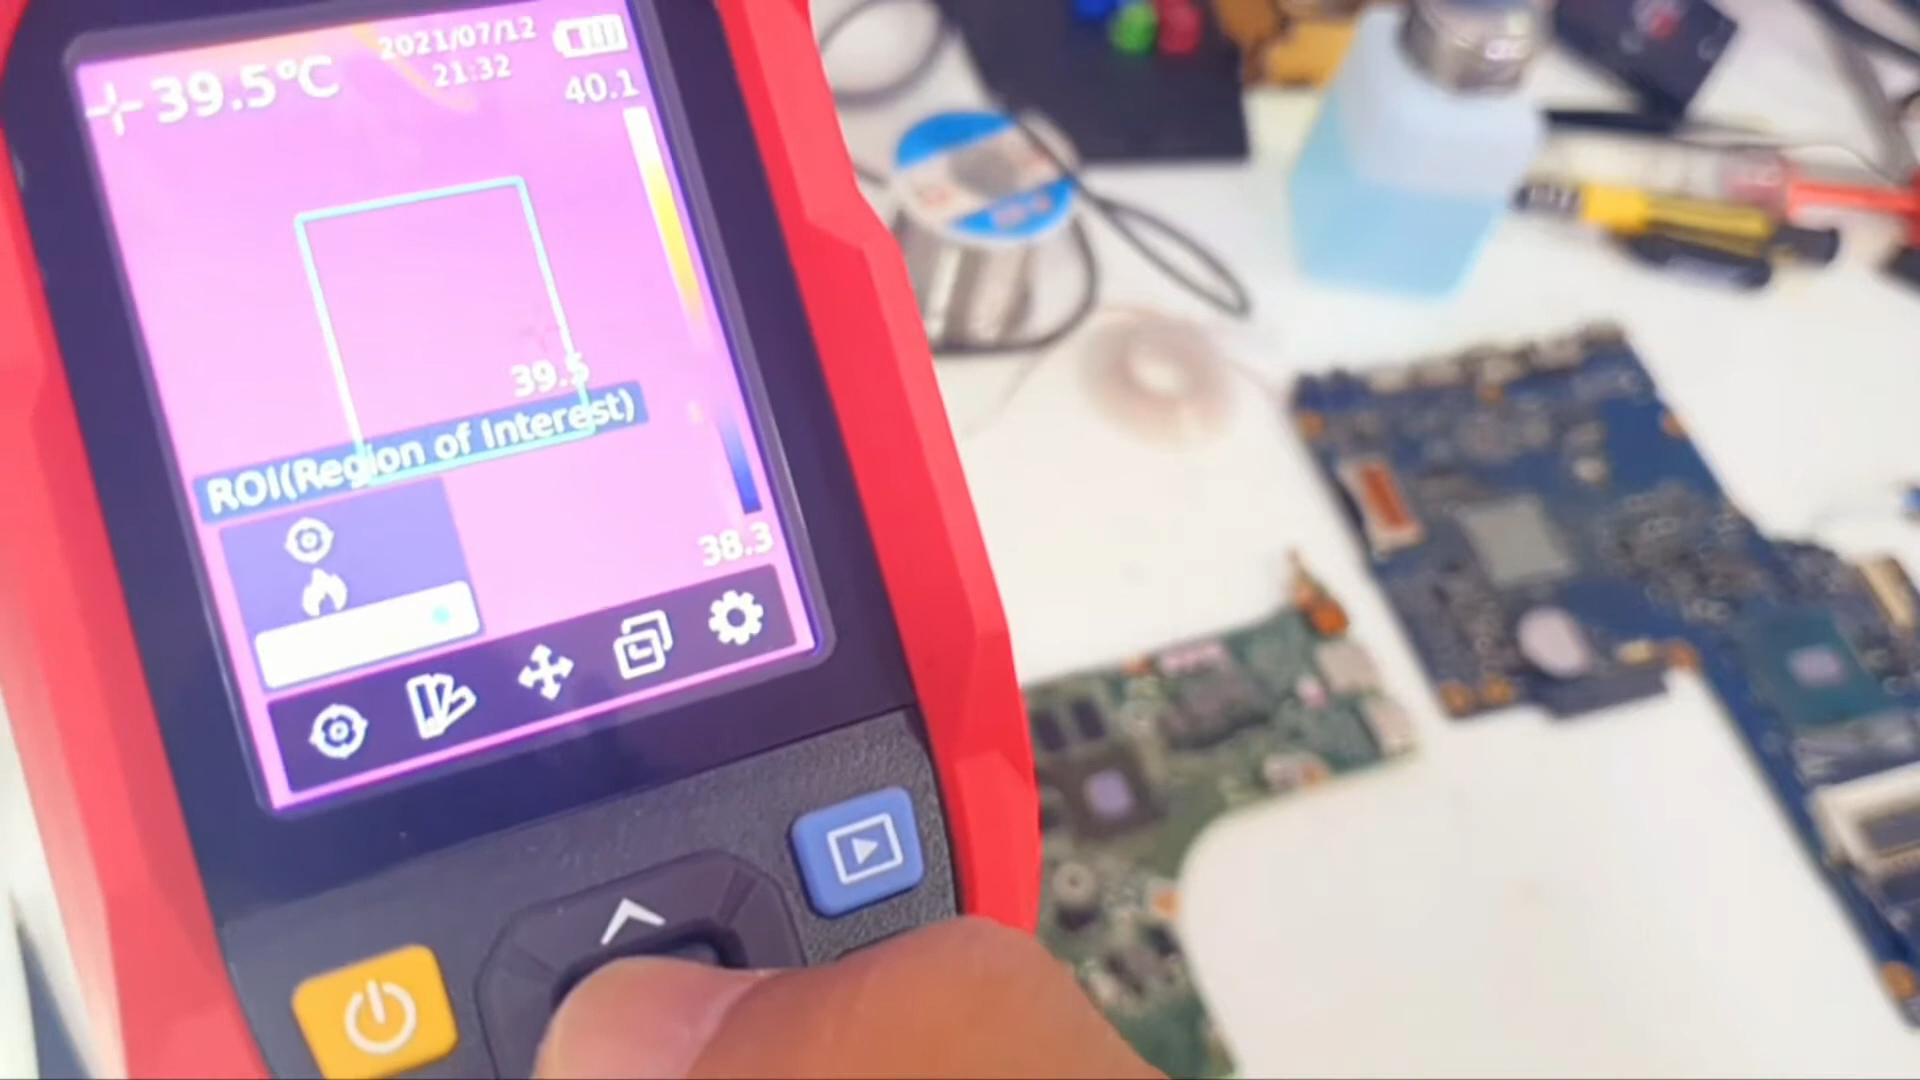 39.5°C
2021/07/12
21:32
40.1
39.5
ROI(Region of Interest)
38.3